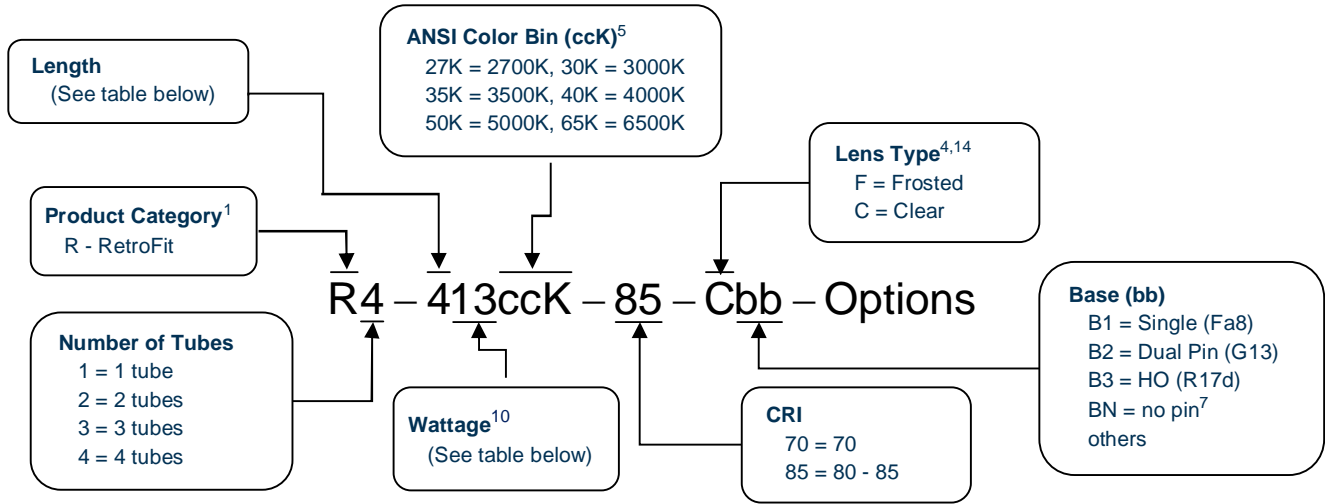 ANSI Color Bin (ccK)5
27K = 2700K, 30K = 3000K
35K = 3500K, 40K = 4000K
50K = 5000K, 65K = 6500K
Length
(See table below)
Lens Type4,14
F = Frosted
C = Clear
Product Category1
R - RetroFit
R4 – 413ccK – 85 – Cbb – Options
Number of Tubes
1 = 1 tube
2 = 2 tubes
3 = 3 tubes
4 = 4 tubes
Wattage10
(See table below)
CRI
70 = 70
85 = 80 - 85
Base (bb)
B1 = Single (Fa8)
B2 = Dual Pin (G13)
B3 = HO (R17d)
BN = no pin7
others